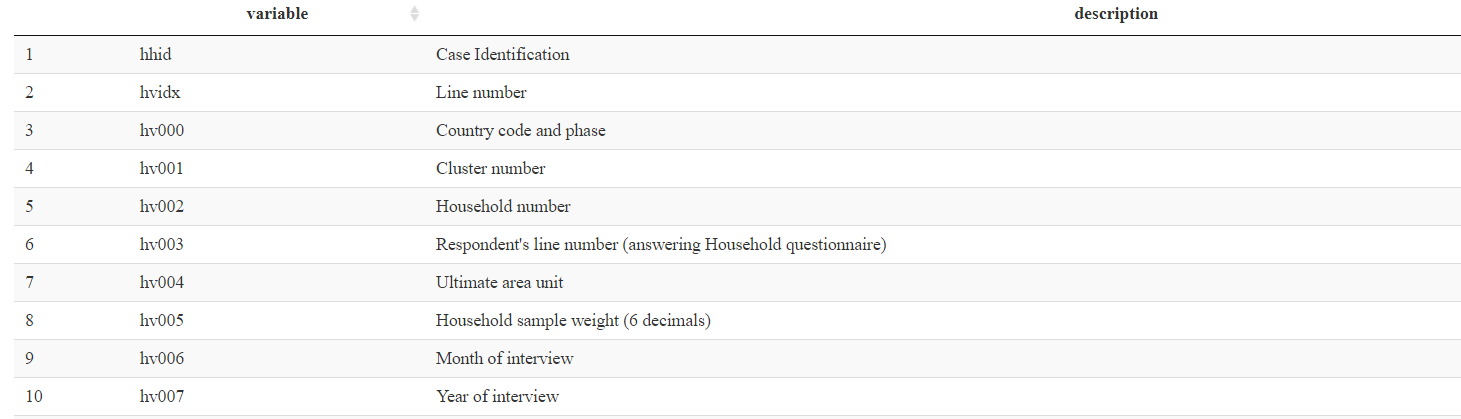 variable description
1 hhid Case Identification
2 hvidx Line number
3 hv000 Country code and phase
4 hv001 Cluster number
5 hv002 Household number
6 hv003 Respondent's line number (answering Household questionnaire)
7 hv004 Ultimate area unit
8 hv005 Household sample weight (6 decimals)
9 hv006 Month of interview
10 hv007 Year of interview